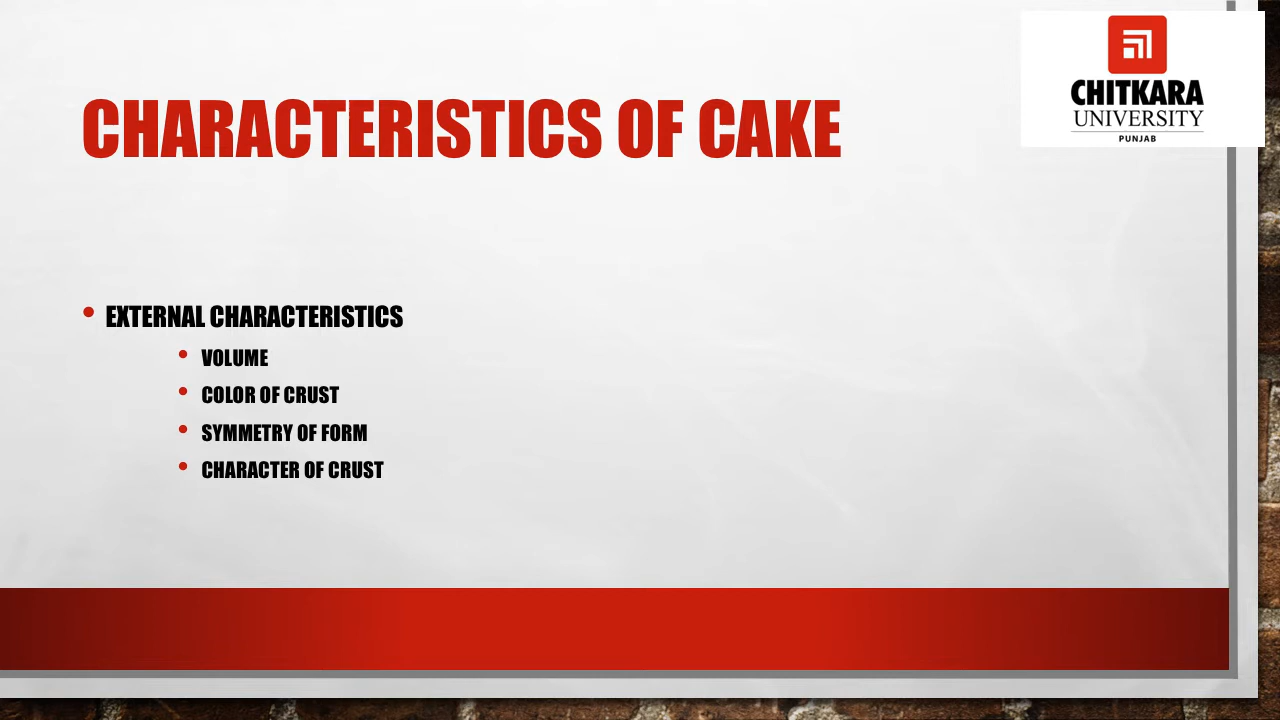 CHITKARA
UNIVERSITY
PUNJAB
CHARACTERISTICS OF CAKE
• EXTERNAL CHARACTERISTICS
• VOLUME
• COLOR OF CRUST
• SYMMETRY OF FORM
• CHARACTER OF CRUST